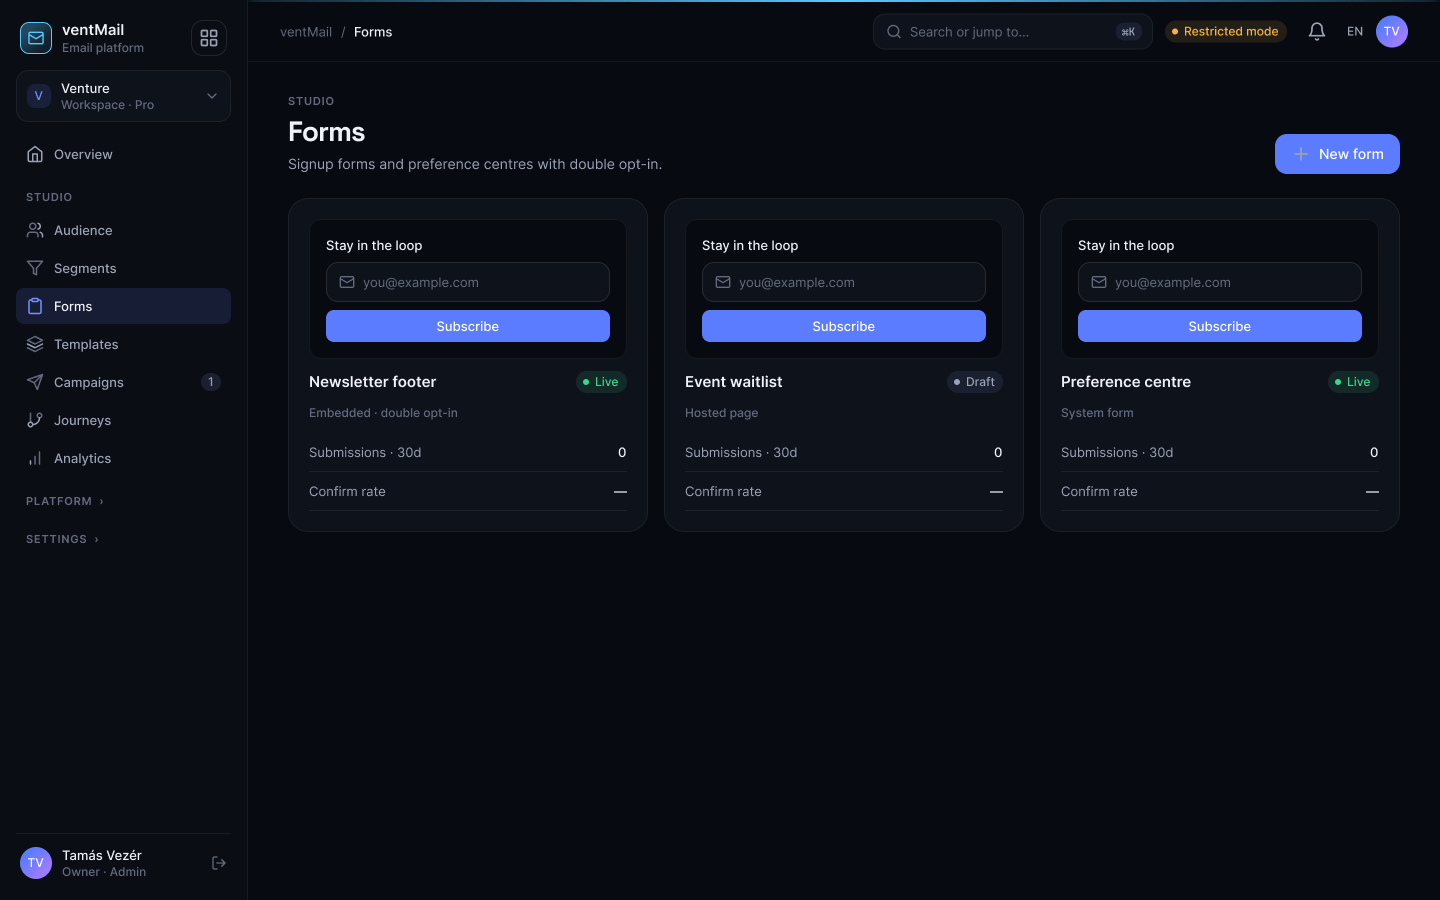 ventMail
Email platform
V
Venture
Workspace · Pro
Overview
STUDIO
Audience
Segments
Forms
Templates
Campaigns 1
Journeys
Analytics
PLATFORM ›
SETTINGS ›
TV
Tamás Vezér
Owner · Admin
ventMail / Forms
Search or jump to... ⌘K
Restricted mode
EN
TV
STUDIO
Forms
Signup forms and preference centres with double opt-in.
New form
Stay in the loop
you@example.com
Subscribe
Newsletter footer
Live
Embedded · double opt-in
Submissions · 30d 0
Confirm rate —
Stay in the loop
you@example.com
Subscribe
Event waitlist
Draft
Hosted page
Submissions · 30d 0
Confirm rate —
Stay in the loop
you@example.com
Subscribe
Preference centre
Live
System form
Submissions · 30d 0
Confirm rate —